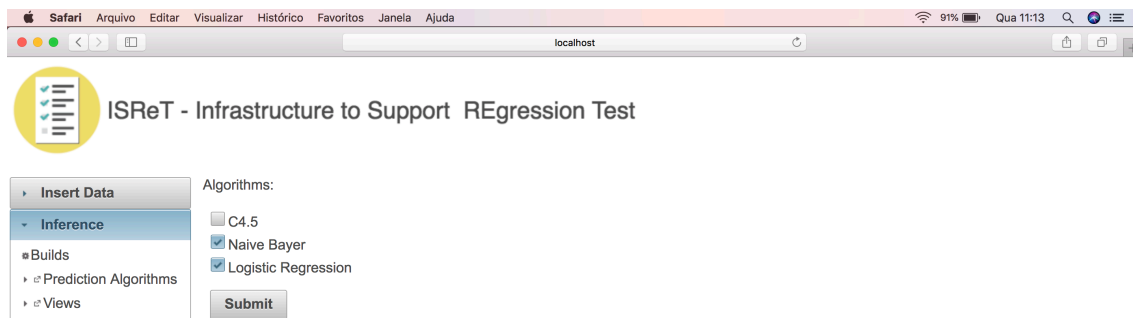 Safari Arquivo Editar Visualizar Histórico Favoritos Janela Ajuda 91% Qua 11:13
localhost
ISReT - Infrastructure to Support REgression Test
Insert Data
Inference
Builds
Prediction Algorithms
Views
Algorithms:
C4.5
Naive Bayer
Logistic Regression
Submit